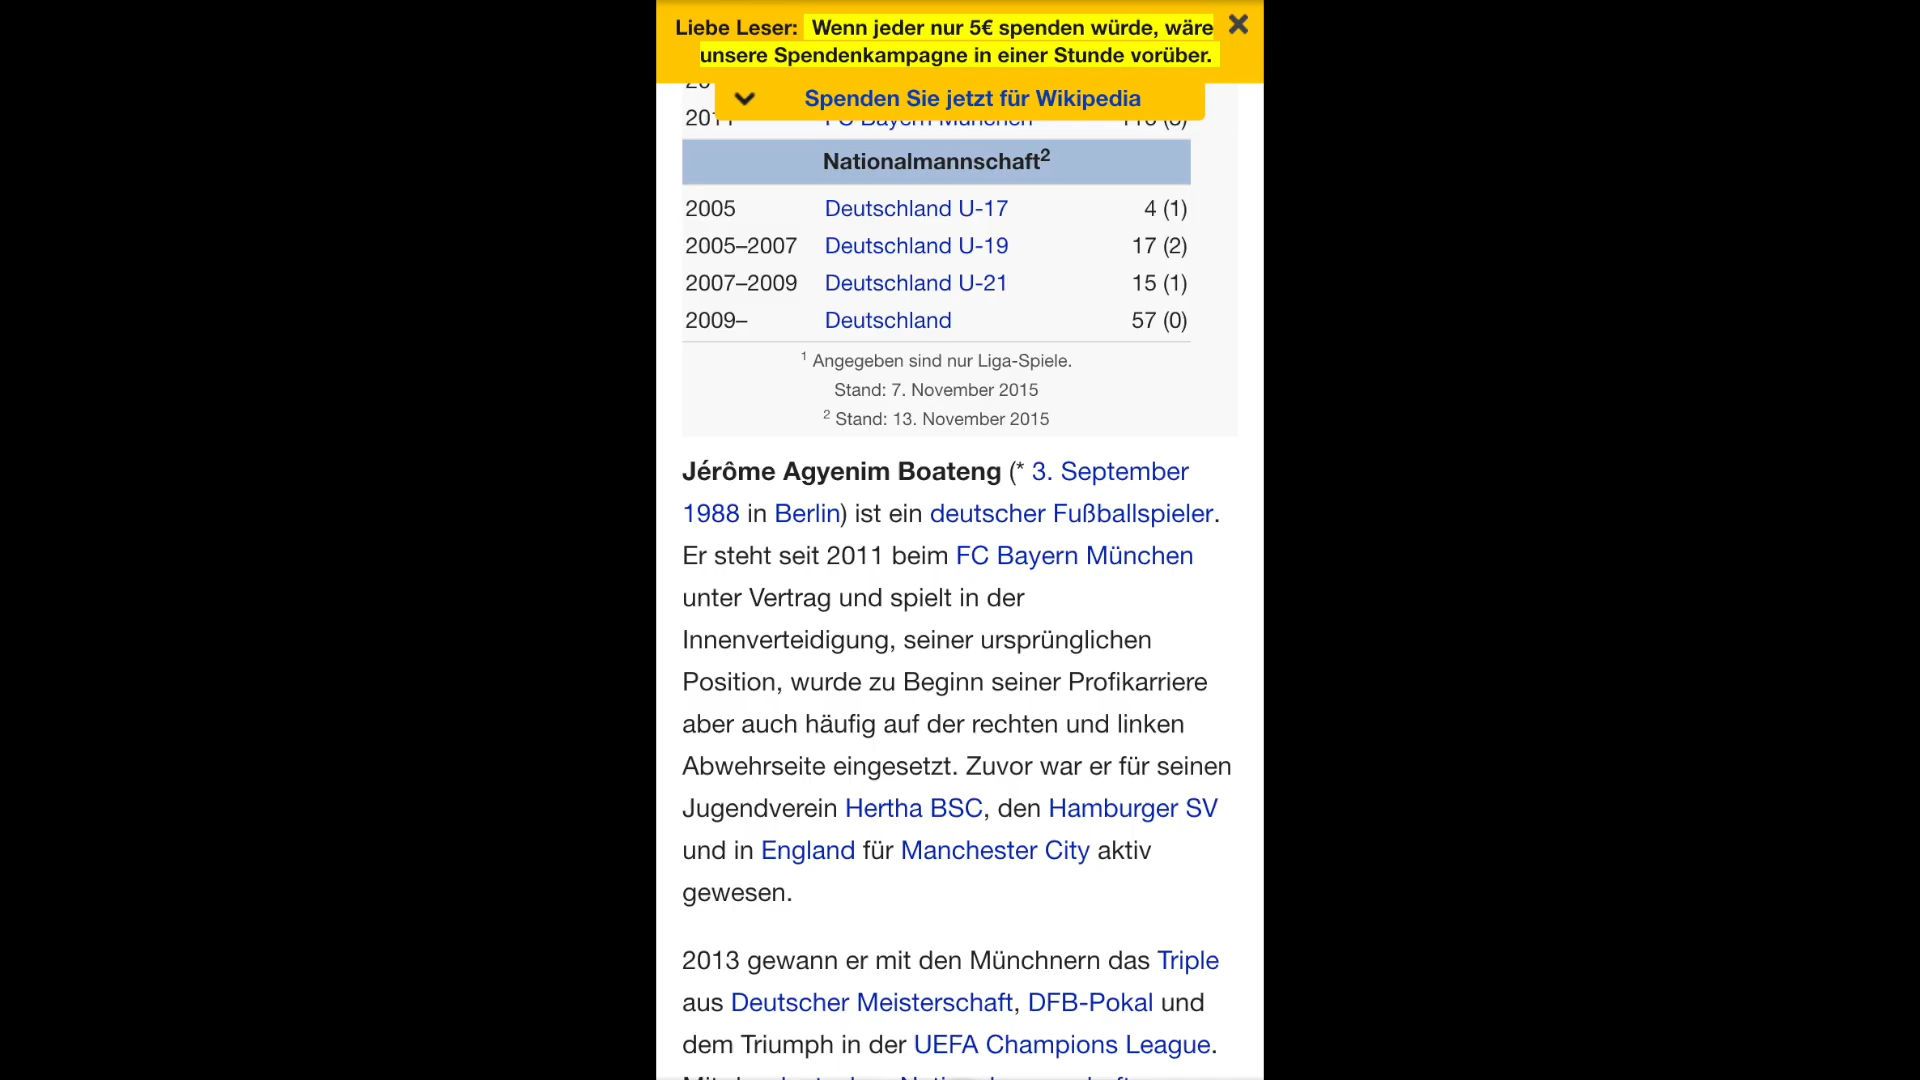 Liebe Leser: Wenn jeder nur 5€ spenden würde, wäre
unsere Spendenkampagne in einer Stunde vorüber.
Spenden Sie jetzt für Wikipedia
FC Bayern München
Nationalmannschaft²
2005 Deutschland U-17 4 (1)
2005–2007 Deutschland U-19 17 (2)
2007–2009 Deutschland U-21 15 (1)
2009– Deutschland 57 (0)
¹ Angegeben sind nur Liga-Spiele.
Stand: 7. November 2015
² Stand: 13. November 2015
Jérôme Agyenim Boateng (* 3. September
1988 in Berlin) ist ein deutscher Fußballspieler.
Er steht seit 2011 beim FC Bayern München
unter Vertrag und spielt in der
Innenverteidigung, seiner ursprünglichen
Position, wurde zu Beginn seiner Profikarriere
aber auch häufig auf der rechten und linken
Abwehrseite eingesetzt. Zuvor war er für seinen
Jugendverein Hertha BSC, den Hamburger SV
und in England für Manchester City aktiv
gewesen.
2013 gewann er mit den Münchnern das Triple
aus Deutscher Meisterschaft, DFB-Pokal und
dem Triumph in der UEFA Champions League.